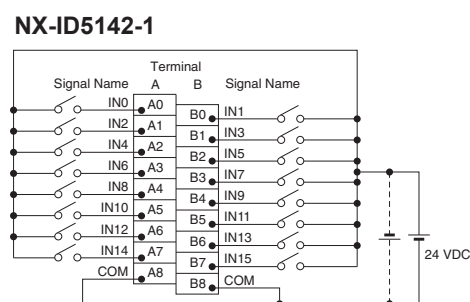 NX-ID5142-1
Terminal
Signal Name A B Signal Name
IN0 A0
B0 IN1
IN2 A1
B1 IN3
IN4 A2
B2 IN5
IN6 A3
B3 IN7
IN8 A4
B4 IN9
IN10 A5
B5 IN11
IN12 A6
B6 IN13
IN14 A7
B7 IN15
COM A8
B8 COM
24 VDC